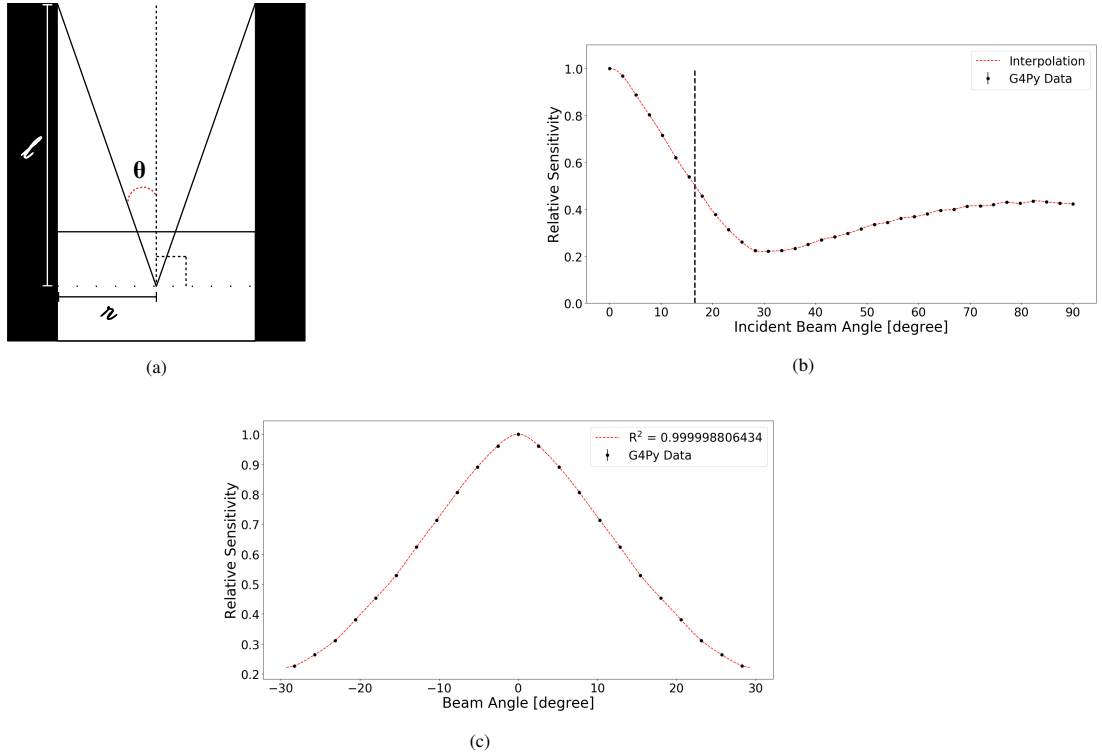 θ
l
r
(a)
1.0
0.8
0.6
0.4
0.2
0.0
Relative Sensitivity
Interpolation
G4Py Data
0 10 20 30 40 50 60 70 80 90
Incident Beam Angle [degree]
(b)
1.0
0.9
0.8
0.7
0.6
0.5
0.4
0.3
0.2
Relative Sensitivity
R² = 0.999998806434
G4Py Data
−30 −20 −10 0 10 20 30
Beam Angle [degree]
(c)